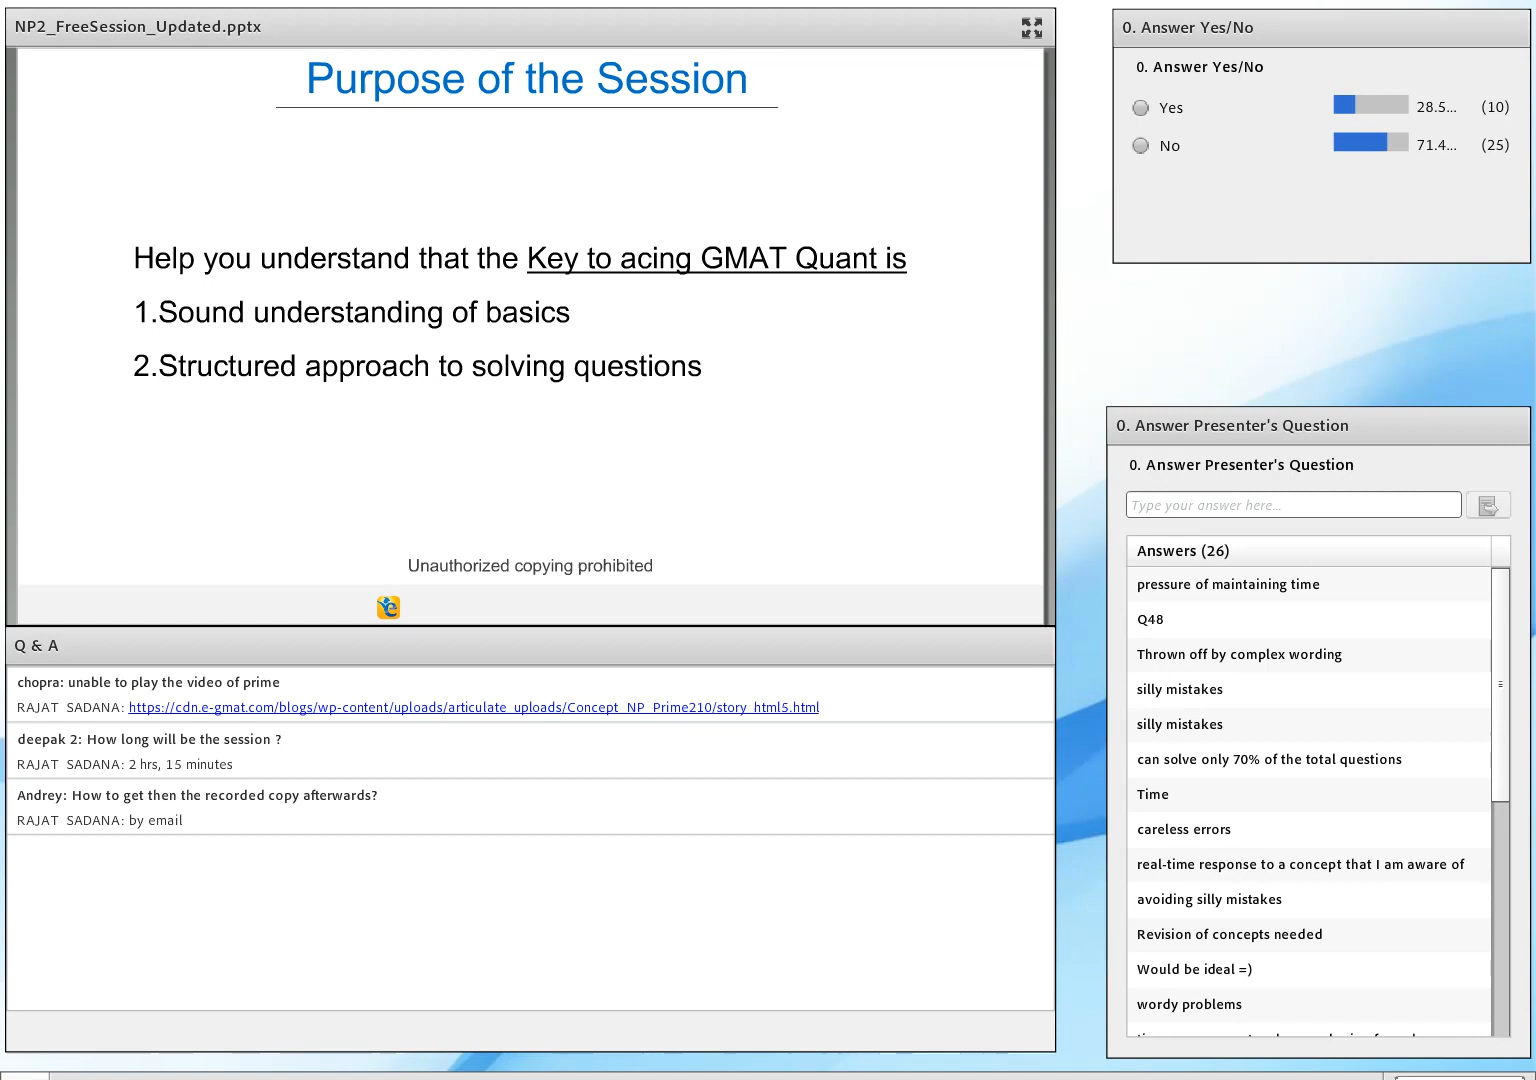 NP2_FreeSession_Updated.pptx
Purpose of the Session
Help you understand that the Key to acing GMAT Quant is
1.Sound understanding of basics
2.Structured approach to solving questions
Unauthorized copying prohibited
Q & A
chopra: unable to play the video of prime
RAJAT SADANA: https://cdn.e-gmat.com/blogs/wp-content/uploads/articulate_uploads/Concept_NP_Prime210/story_html5.html
deepak 2: How long will be the session ?
RAJAT SADANA: 2 hrs, 15 minutes
Andrey: How to get then the recorded copy afterwards?
RAJAT SADANA: by email
0. Answer Yes/No
0. Answer Yes/No
Yes 28.5... (10)
No 71.4... (25)
0. Answer Presenter's Question
0. Answer Presenter's Question
Type your answer here...
Answers (26)
pressure of maintaining time
Q48
Thrown off by complex wording
silly mistakes
silly mistakes
can solve only 70% of the total questions
Time
careless errors
real-time response to a concept that I am aware of
avoiding silly mistakes
Revision of concepts needed
Would be ideal =)
wordy problems